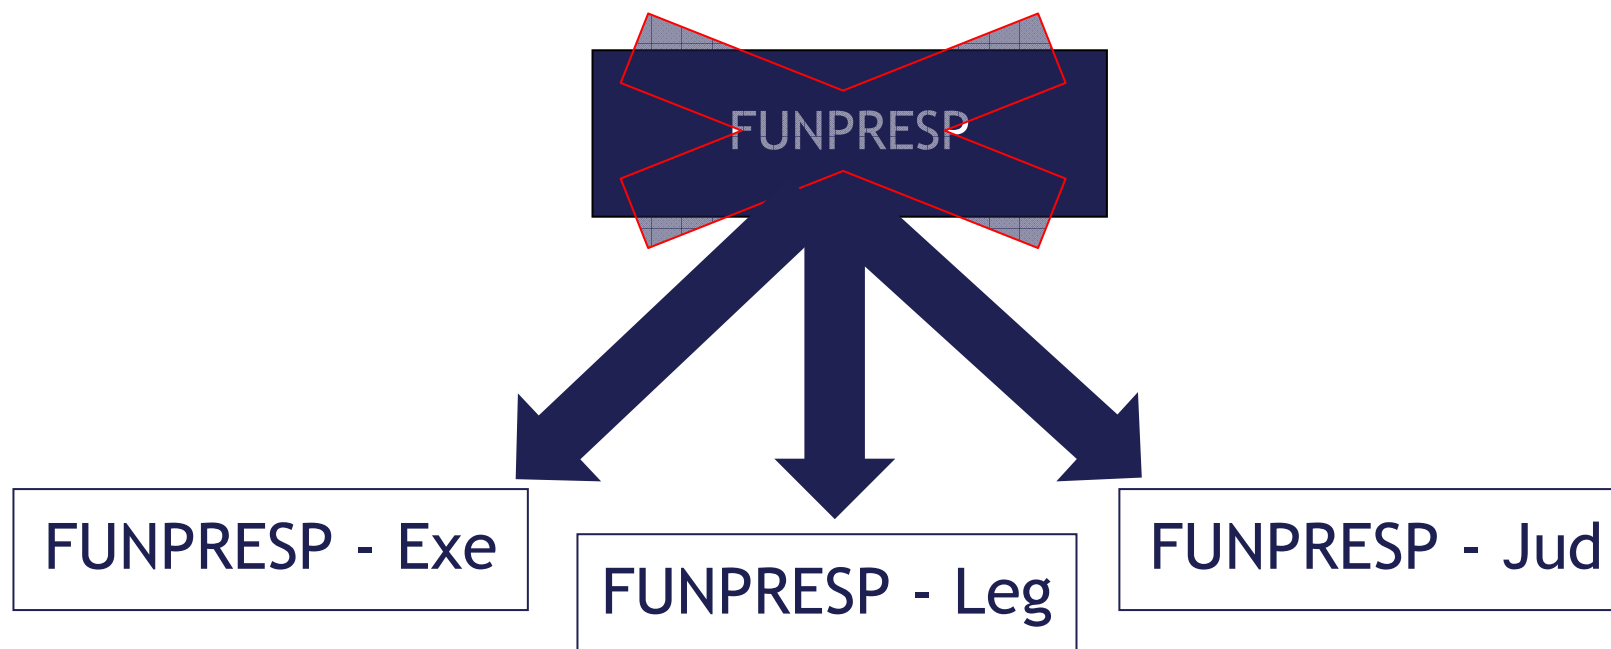 FUNPRESP
FUNPRESP - Exe
FUNPRESP - Leg
FUNPRESP - Jud